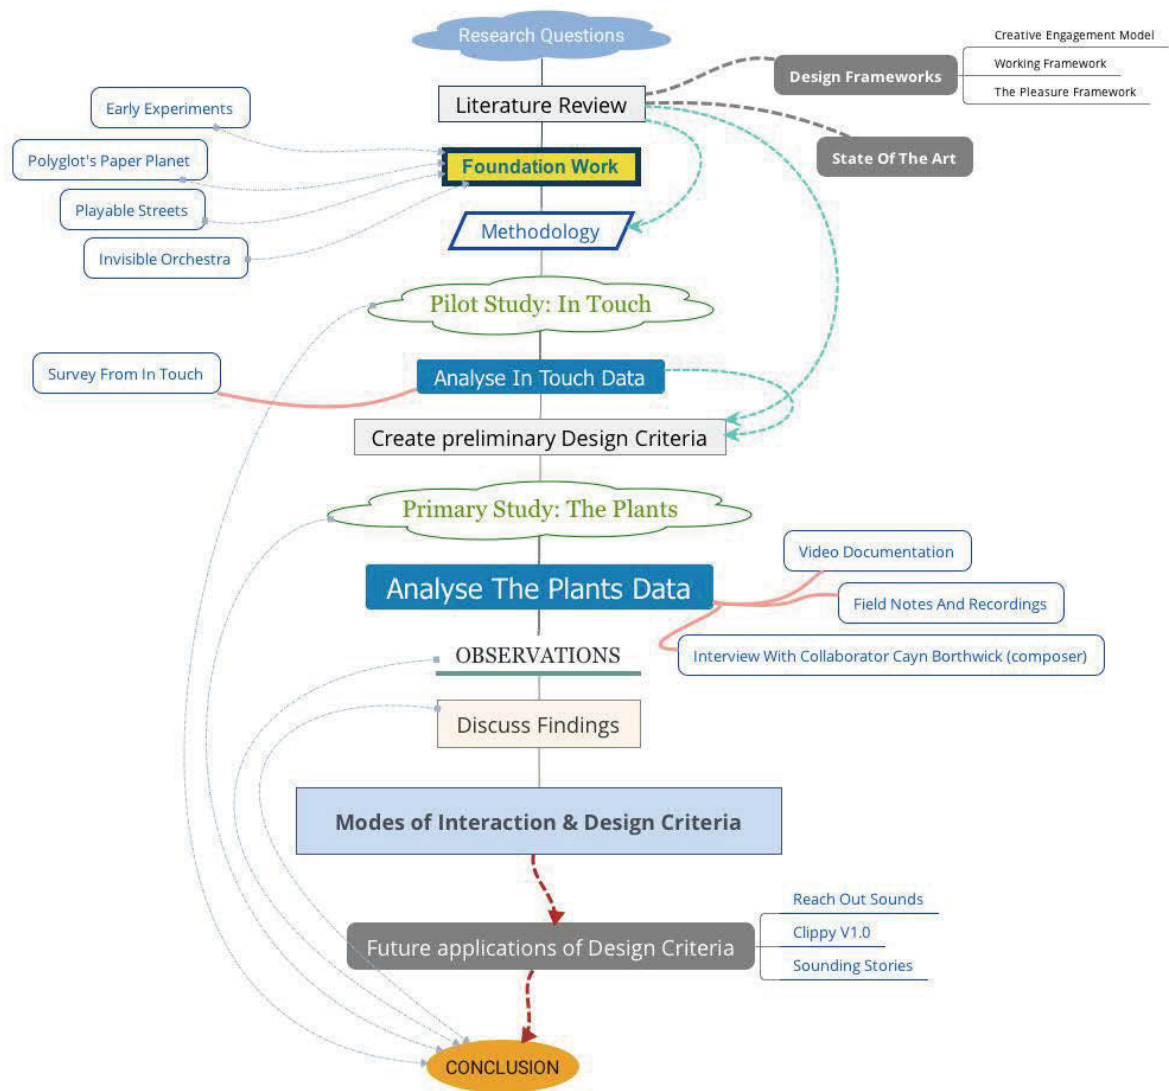 Research Questions
Creative Engagement Model
Design Frameworks
Working Framework
The Pleasure Framework
Literature Review
State Of The Art
Early Experiments
Polyglot's Paper Planet
Playable Streets
Invisible Orchestra
Foundation Work
Methodology
Pilot Study: In Touch
Survey From In Touch
Analyse In Touch Data
Create preliminary Design Criteria
Primary Study: The Plants
Analyse The Plants Data
Video Documentation
Field Notes And Recordings
Interview With Collaborator Cayn Borthwick (composer)
OBSERVATIONS
Discuss Findings
Modes of Interaction & Design Criteria
Future applications of Design Criteria
Reach Out Sounds
Clippy V1.0
Sounding Stories
CONCLUSION